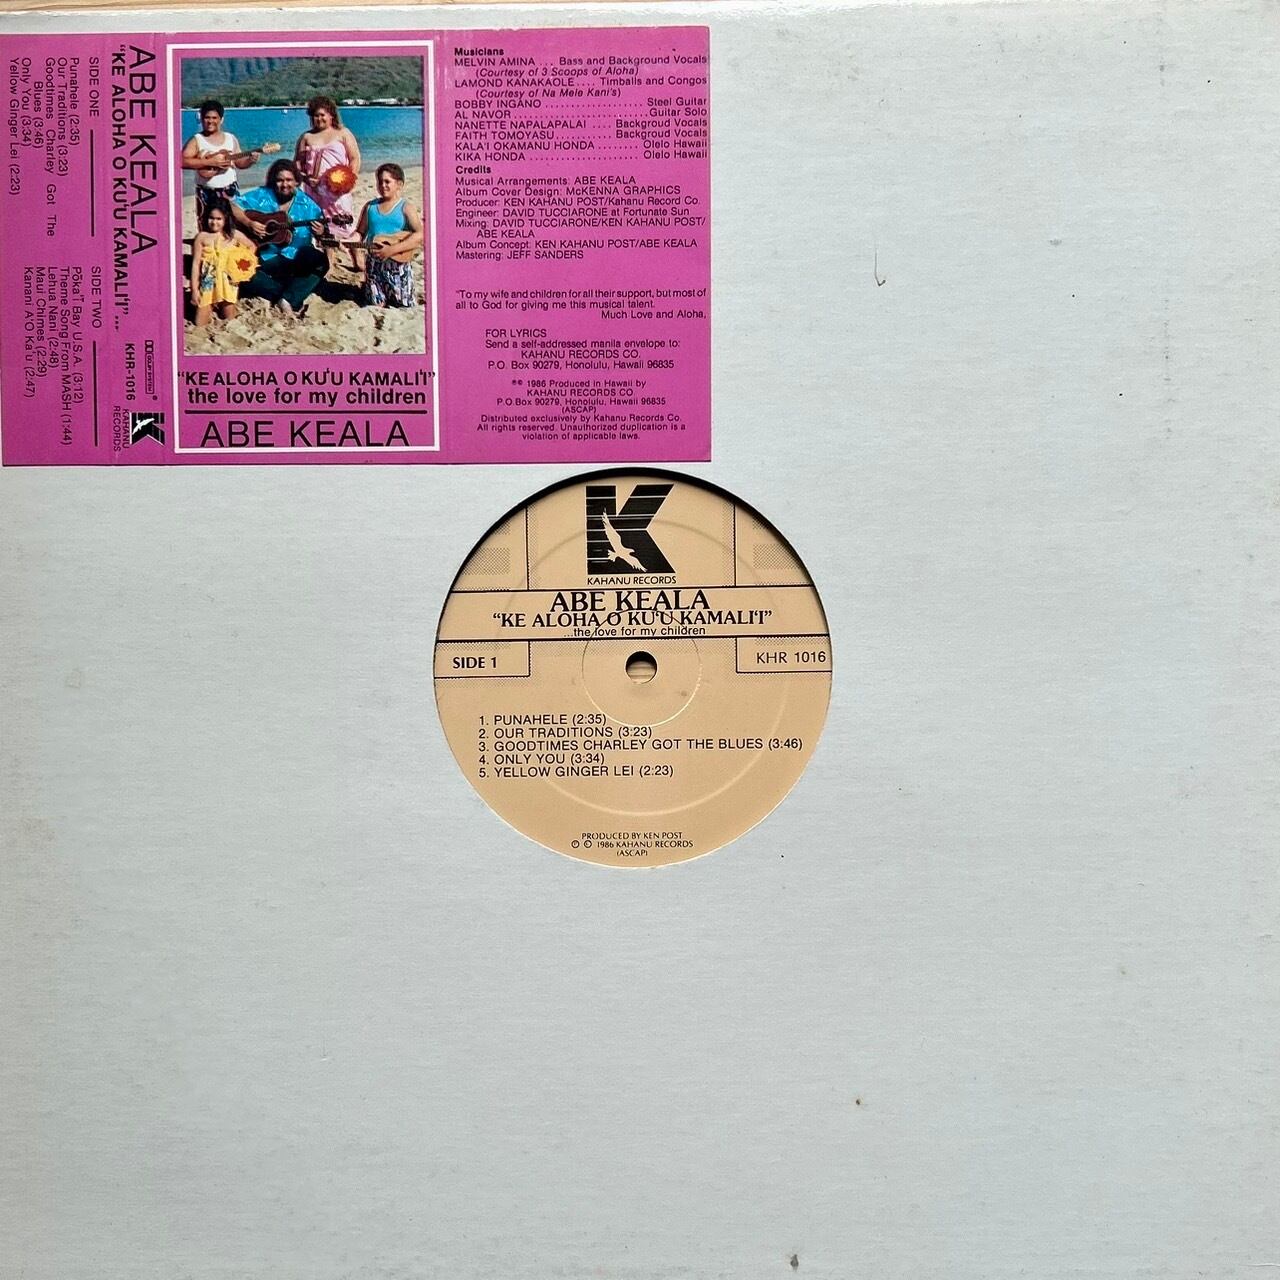 ABE KEALA
"KE ALOHA O KU'U KAMALI'I"...
SIDE ONE
Punahele (2:35)
Our Traditions (3:23)
Goodtimes Charley Got The
Blues (3:46)
Only You (3:34)
Yellow Ginger Lei (2:23)
SIDE TWO
Pōka'ī Bay U.S.A. (3:12)
Theme Song From MASH (1:44)
Lehua Nani (2:48)
Maui Chimes (2:29)
Kanani A'O Ka'u (2:47)
KHR-1016
KAHANU
RECORDS
"KE ALOHA O KU'U KAMALI'I"
the love for my children
ABE KEALA
Musicians
MELVIN AMINA ... Bass and Background Vocals
(Courtesy of 3 Scoops of Aloha)
LAMOND KANAKAOLE .... Timballs and Congos
(Courtesy of Na Mele Kani's)
BOBBY INGANO .................... Steel Guitar
AL NAVOR ......................... Guitar Solo
NANETTE NAPALAPALAI .... Backgroud Vocals
FAITH TOMOYASU ............ Backgroud Vocals
KALA'I OKAMANU HONDA ........ Olelo Hawaii
KIKA HONDA ...................... Olelo Hawaii
Credits
Musical Arrangements: ABE KEALA
Album Cover Design: McKENNA GRAPHICS
Producer: KEN KAHANU POST/Kahanu Record Co.
Engineer: DAVID TUCCIARONE at Fortunate Sun
Mixing: DAVID TUCCIARONE/KEN KAHANU POST/
ABE KEALA
Album Concept: KEN KAHANU POST/ABE KEALA
Mastering: JEFF SANDERS
"To my wife and children for all their support, but most of
all to God for giving me this musical talent.
Much Love and Aloha,
FOR LYRICS
Send a self-addressed manila envelope to:
KAHANU RECORDS CO.
P.O. Box 90279, Honolulu, Hawaii 96835
℗© 1986 Produced in Hawaii by
KAHANU RECORDS CO.
P.O. Box 90279, Honolulu, Hawaii 96835
(ASCAP)
Distributed exclusively by Kahanu Records Co.
All rights reserved. Unauthorized duplication is a
violation of applicable laws.
K
KAHANU RECORDS
ABE KEALA
"KE ALOHA O KU'U KAMALI'I"
...the love for my children
SIDE 1
KHR 1016
1. PUNAHELE (2:35)
2. OUR TRADITIONS (3:23)
3. GOODTIMES CHARLEY GOT THE BLUES (3:46)
4. ONLY YOU (3:34)
5. YELLOW GINGER LEI (2:23)
PRODUCED BY KEN POST
℗ © 1986 KAHANU RECORDS
(ASCAP)